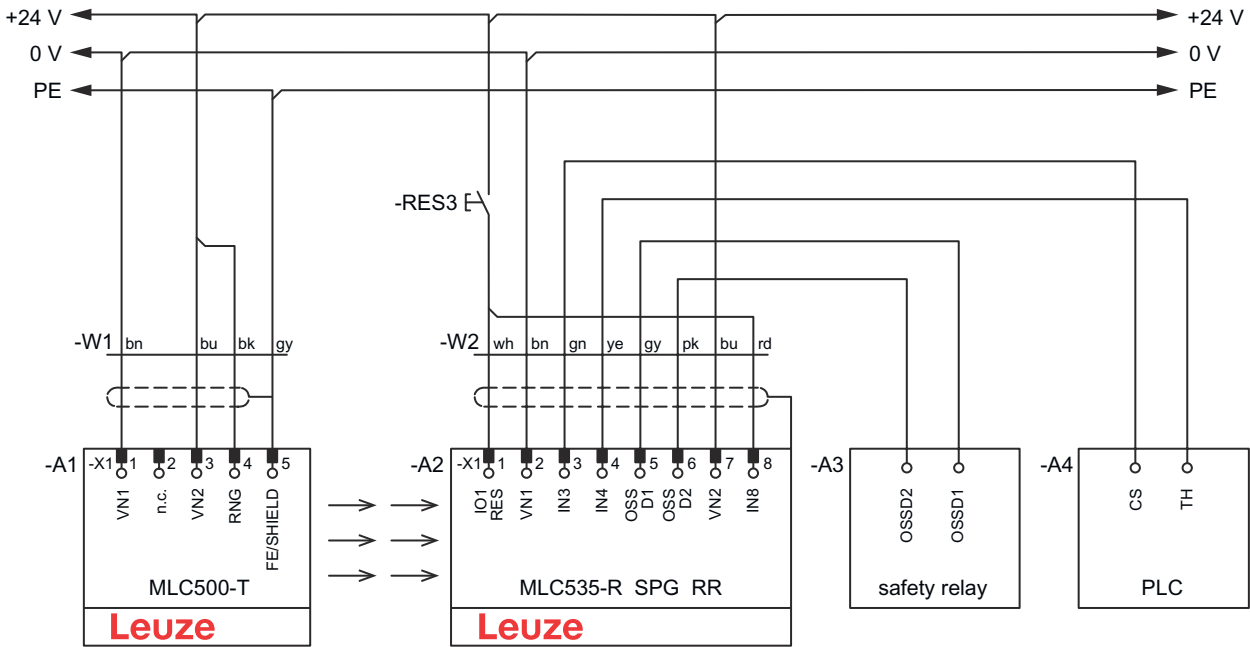 +24 V +24 V
0 V 0 V
PE PE
-RES3
-W1 bn bu bk gy -W2 wh bn gn ye gy pk bu rd
-A1 -X1 1 2 3 4 5 -A2 -X1 1 2 3 4 5 6 7 8 -A3 -A4
VN1 n.c. VN2 RNG FE/SHIELD IO1 RES VN1 IN3 IN4 OSS D1 OSS D2 VN2 IN8 OSSD2 OSSD1 CS TH
MLC500-T MLC535-R SPG RR safety relay PLC
Leuze Leuze